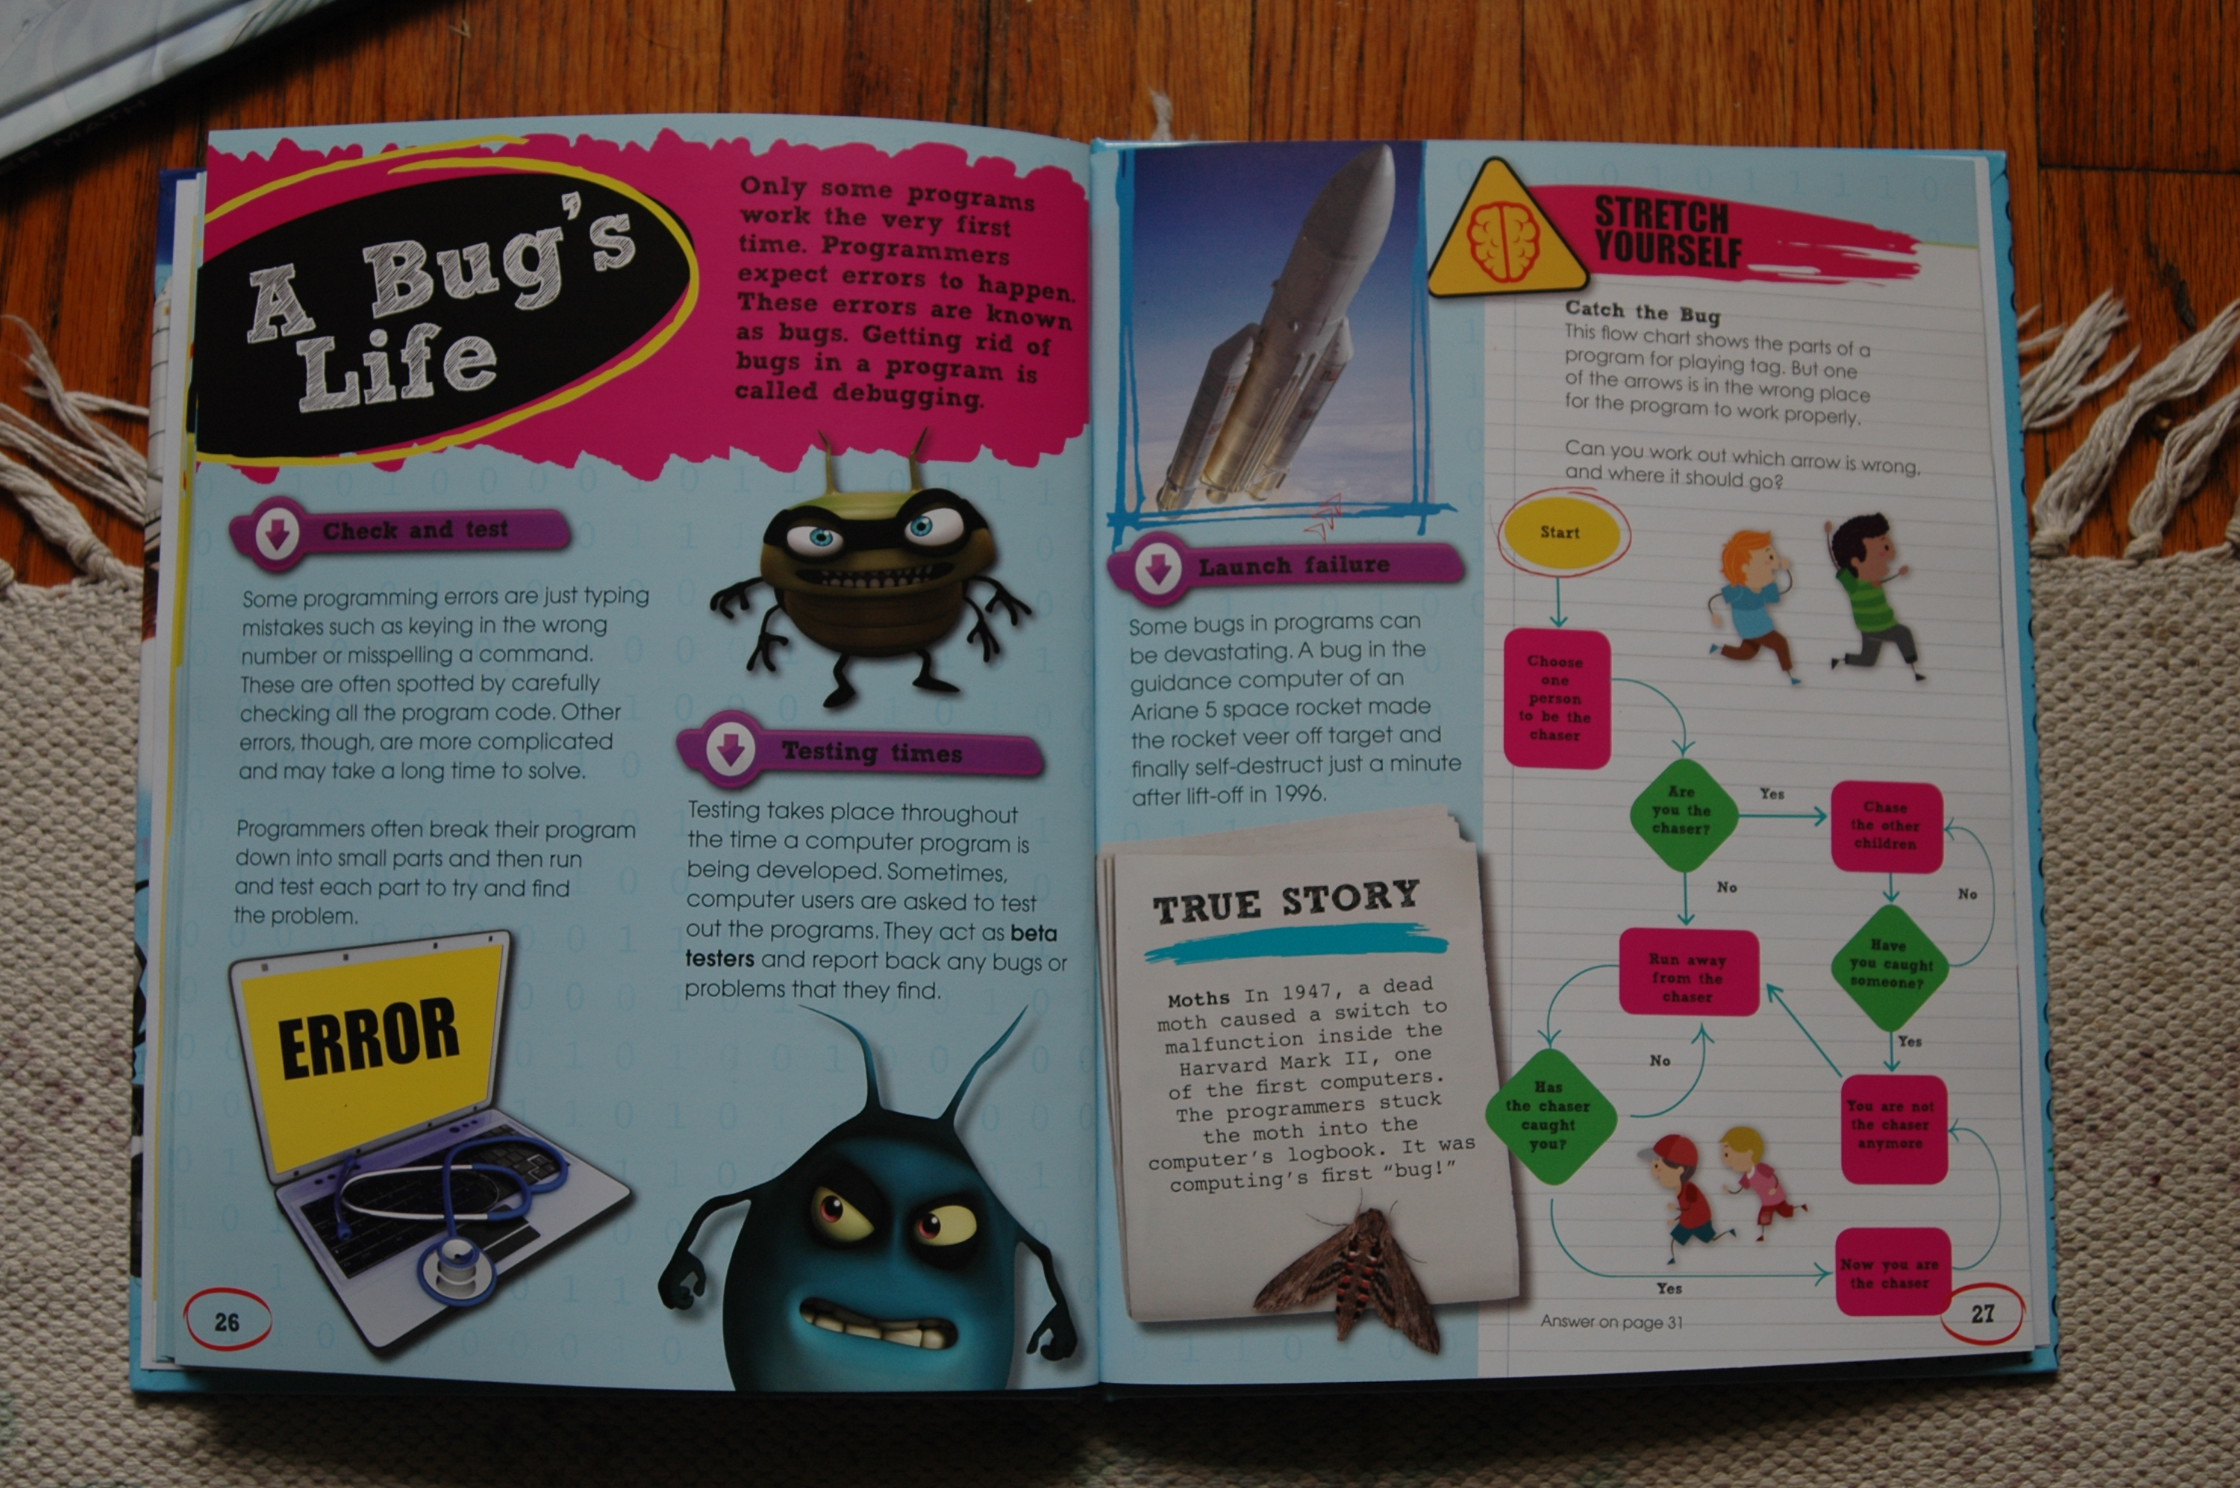 A Bug's
Life
Only some programs
work the very first
time. Programmers
expect errors to happen.
These errors are known
as bugs. Getting rid of
bugs in a program is
called debugging.
Check and test
Some programming errors are just typing
mistakes such as keying in the wrong
number or misspelling a command.
These are often spotted by carefully
checking all the program code. Other
errors, though, are more complicated
and may take a long time to solve.
Programmers often break their program
down into small parts and then run
and test each part to try and find
the problem.
ERROR
26
Testing times
Testing takes place throughout
the time a computer program is
being developed. Sometimes,
computer users are asked to test
out the programs. They act as beta
testers and report back any bugs or
problems that they find.
Launch failure
Some bugs in programs can
be devastating. A bug in the
guidance computer of an
Ariane 5 space rocket made
the rocket veer off target and
finally self-destruct just a minute
after lift-off in 1996.
TRUE STORY
Moths In 1947, a dead
moth caused a switch to
malfunction inside the
Harvard Mark II, one
of the first computers.
The programmers stuck
the moth into the
computer's logbook. It was
computing's first "bug!"
STRETCH
YOURSELF
Catch the Bug
This flow chart shows the parts of a
program for playing tag. But one
of the arrows is in the wrong place
for the program to work properly.
Can you work out which arrow is wrong,
and where it should go?
Start
Choose
one
person
to be the
chaser
Are
you the
chaser?
Yes
Chase
the other
children
No
No
Run away
from the
chaser
Have
you caught
someone?
Yes
No
Has
the chaser
caught
you?
You are not
the chaser
anymore
Yes
Now you are
the chaser
Answer on page 31
27